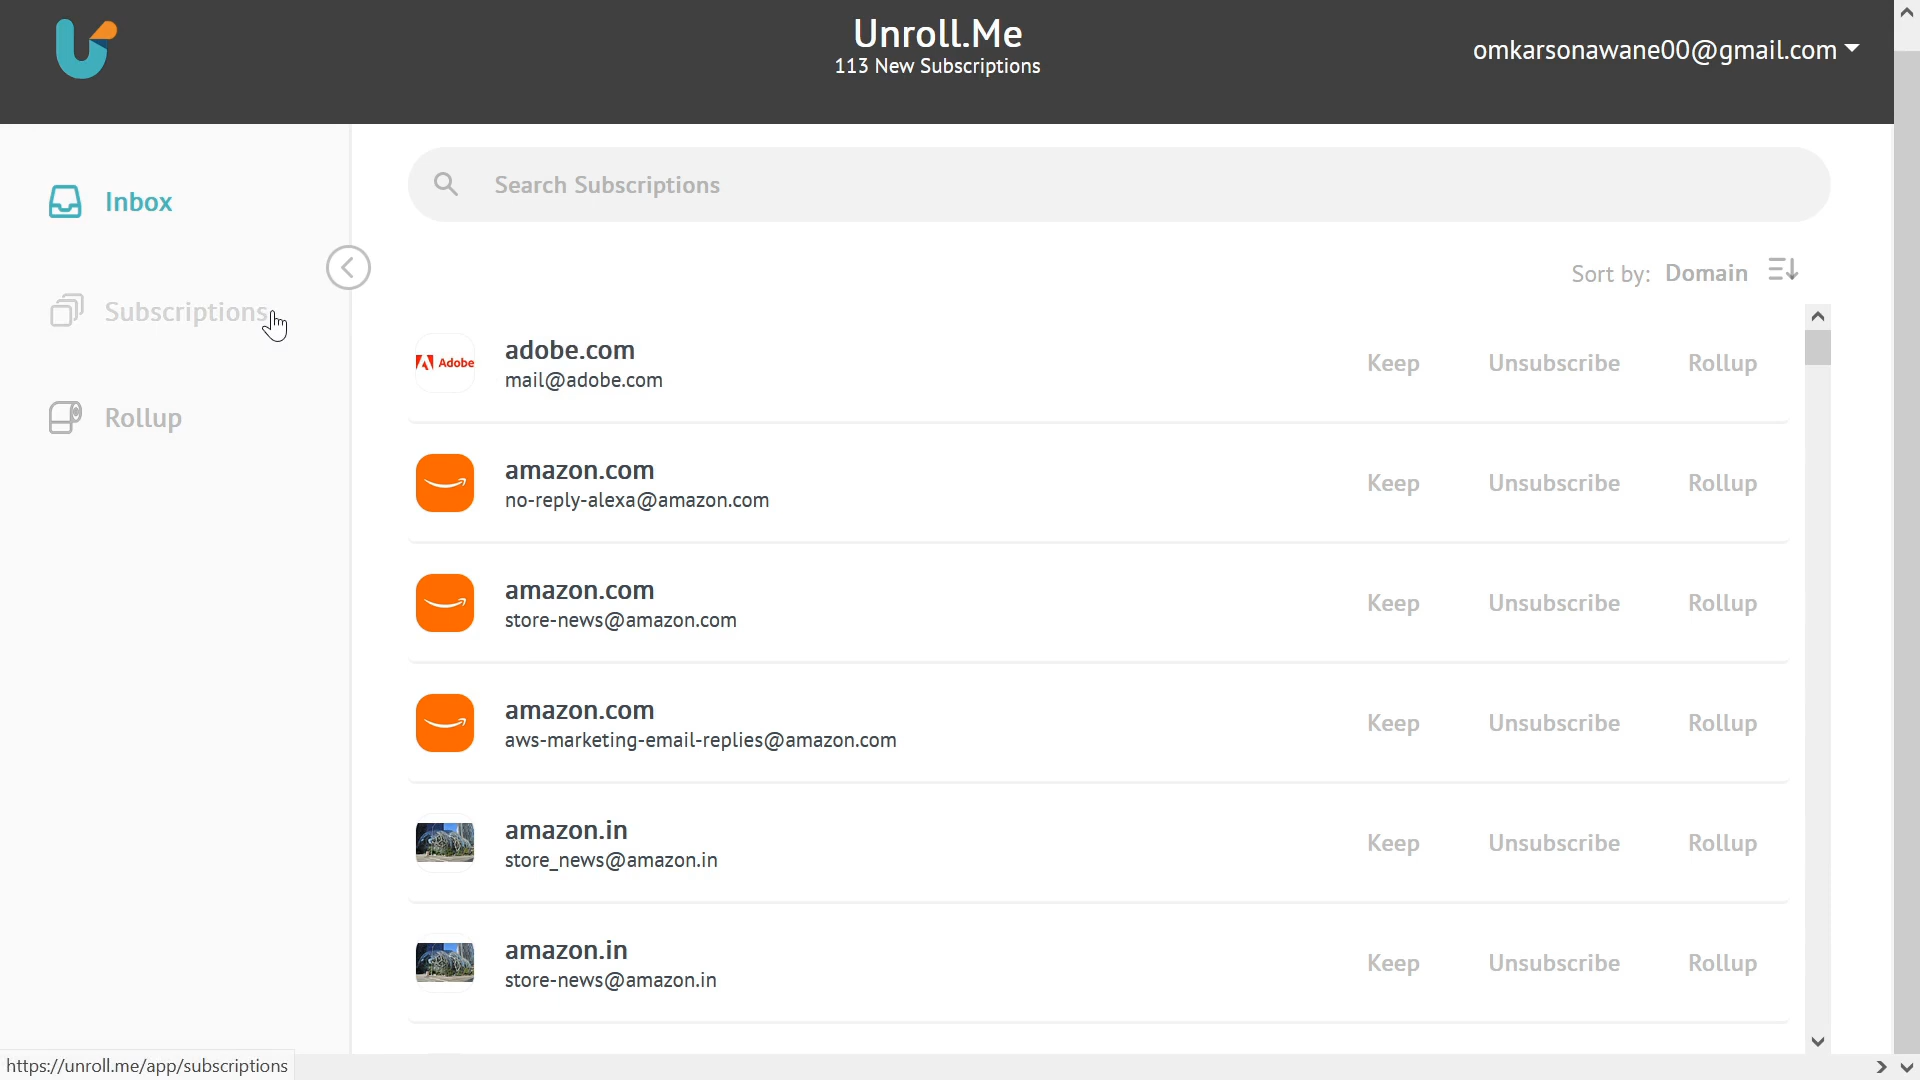 Unroll.Me
113 New Subscriptions
omkarsonawane00@gmail.com
Inbox
Subscriptions
Rollup
Search Subscriptions
Sort by: Domain
Adobe
adobe.com
mail@adobe.com
Keep Unsubscribe Rollup
amazon.com
no-reply-alexa@amazon.com
Keep Unsubscribe Rollup
amazon.com
store-news@amazon.com
Keep Unsubscribe Rollup
amazon.com
aws-marketing-email-replies@amazon.com
Keep Unsubscribe Rollup
amazon.in
store_news@amazon.in
Keep Unsubscribe Rollup
amazon.in
store-news@amazon.in
Keep Unsubscribe Rollup
https://unroll.me/app/subscriptions